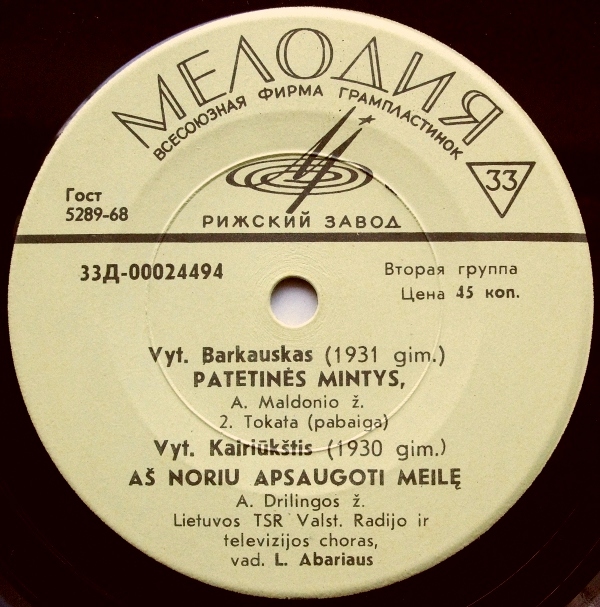 МЕЛОДИЯ
ВСЕСОЮЗНАЯ ФИРМА ГРАМПЛАСТИНОК
33
Гост
5289-68
РИЖСКИЙ ЗАВОД
33Д-00024494
Вторая группа
Цена 45 коп.
Vyt. Barkauskas (1931 gim.)
PATETINĖS MINTYS,
A. Maldonio ž.
2. Tokata (pabaiga)
Vyt. Kairiūkštis (1930 gim.)
AŠ NORIU APSAUGOTI MEILĘ
A. Drilingos ž.
Lietuvos TSR Valst. Radijo ir
televizijos choras,
vad. L. Abariaus